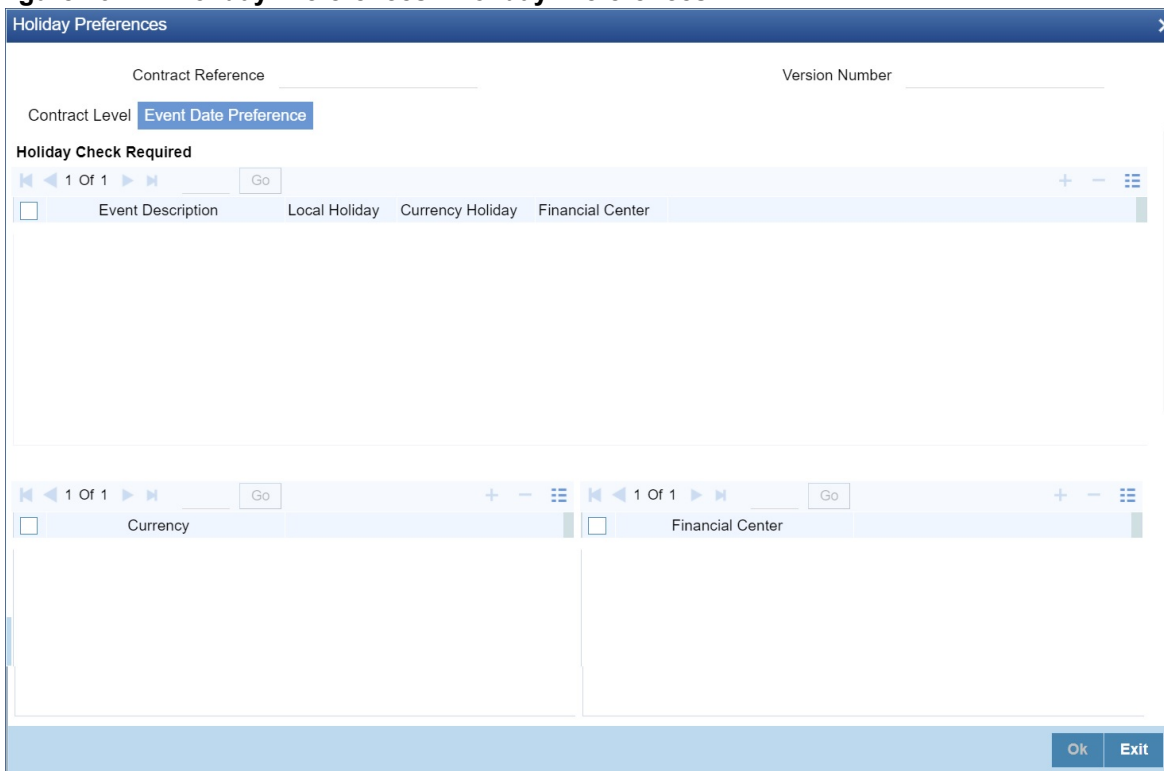 Holiday Preferences
Contract Reference Version Number
Contract Level Event Date Preference
Holiday Check Required
1 Of 1 Go
Event Description Local Holiday Currency Holiday Financial Center
1 Of 1 Go 1 Of 1 Go
Currency Financial Center
Ok Exit